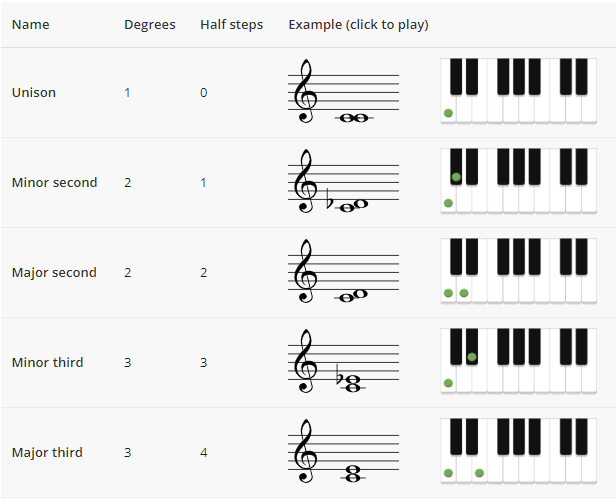 Name Degrees Half steps Example (click to play)
Unison 1 0
Minor second 2 1
Major second 2 2
Minor third 3 3
Major third 3 4